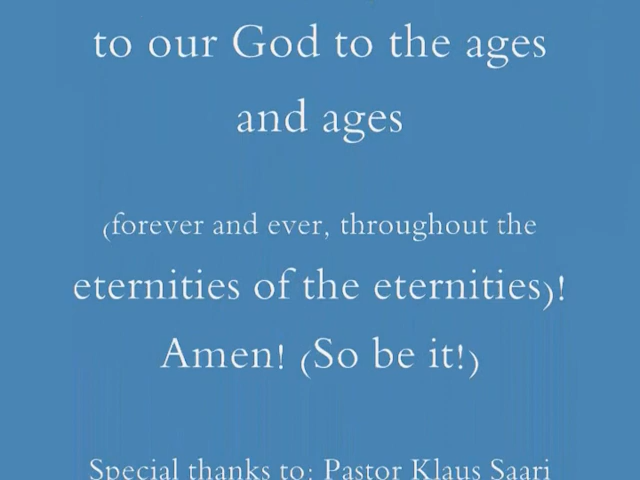 to our God to the ages
and ages
(forever and ever, throughout the
eternities of the eternities)!
Amen! (So be it!)
Special thanks to: Pastor Klaus Saari